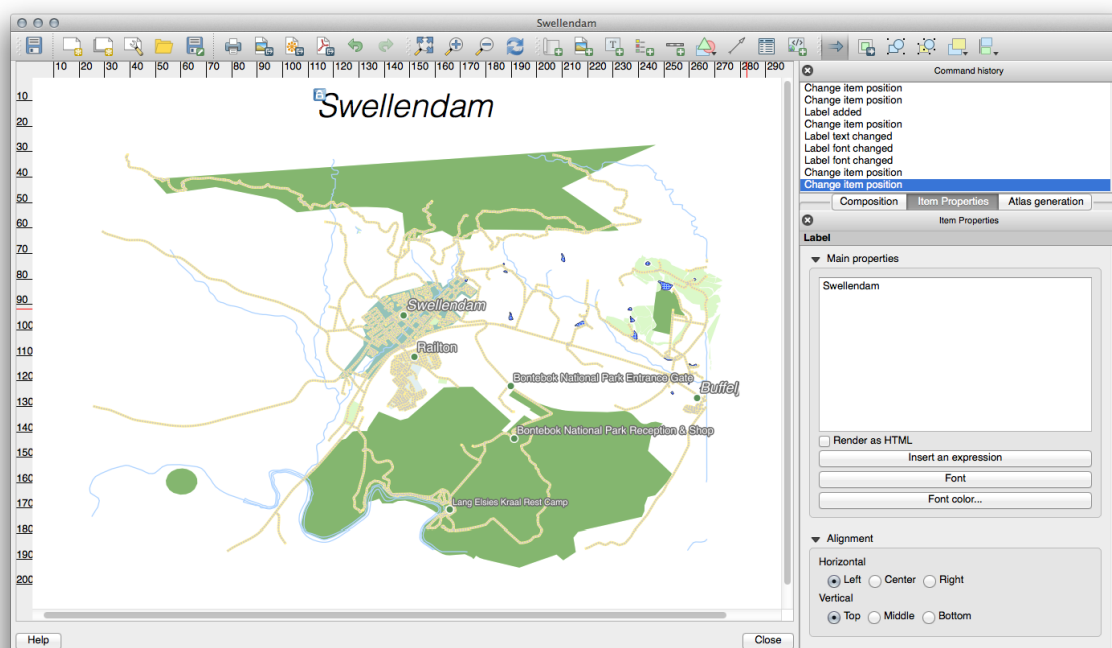 Swellendam
10 20 30 40 50 60 70 80 90 100 110 120 130 140 150 160 170 180 190 200 210 220 230 240 250 260 270 280 290
Command history
Change item position
Change item position
Label added
Change item position
Label text changed
Label font changed
Label font changed
Change item position
Change item position
Composition Item Properties Atlas generation
Item Properties
Label
Main properties
Swellendam
Render as HTML
Insert an expression
Font
Font color...
Alignment
Horizontal
Left Center Right
Vertical
Top Middle Bottom
10
20
30
40
50
60
70
80
90
100
110
120
130
140
150
160
170
180
190
200
Swellendam
Swellendam
Railton
Bontebok National Park Entrance Gate
Buffelj
Bontebok National Park Reception & Shop
Lang Elsies Kraal Rest Camp
Help
Close